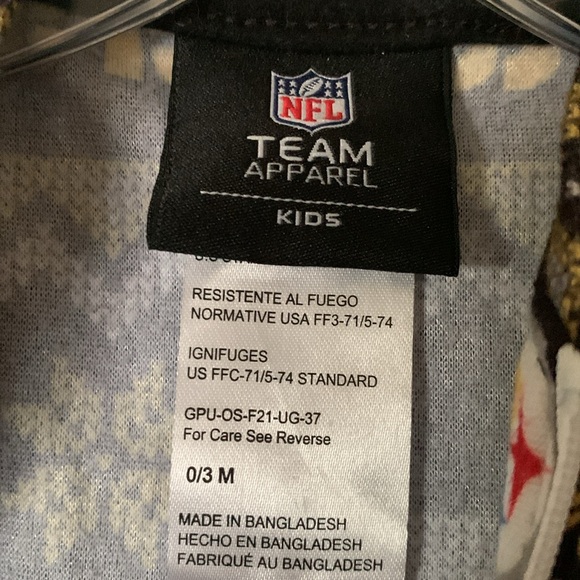 NFL
TEAM
APPAREL
KIDS
RESISTENTE AL FUEGO
NORMATIVE USA FF3-71/5-74
IGNIFUGES
US FFC-71/5-74 STANDARD
GPU-OS-F21-UG-37
For Care See Reverse
0/3 M
MADE IN BANGLADESH
HECHO EN BANGLADESH
FABRIQUÉ AU BANGLADESH